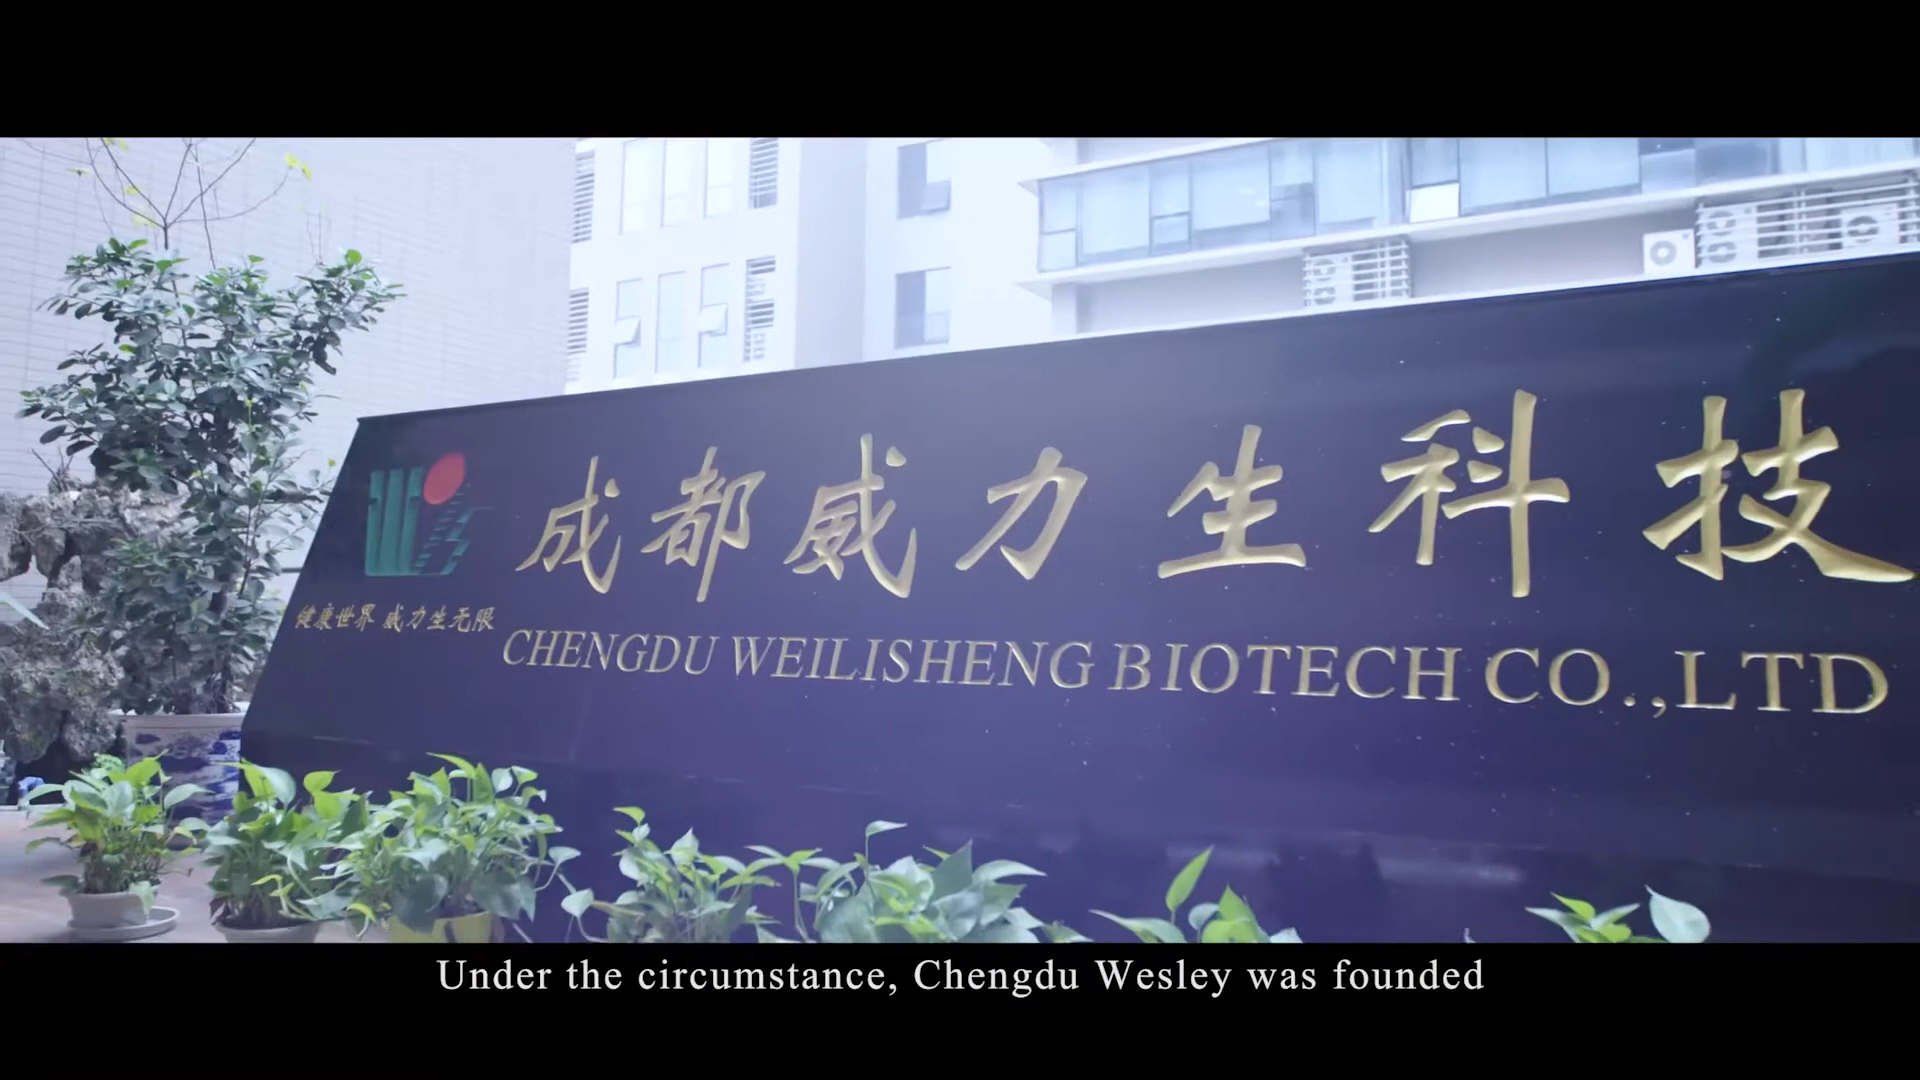 成都威力生科技
健康世界 威力生无限
CHENGDU WEILISHENG BIOTECH CO.,LTD
Under the circumstance, Chengdu Wesley was founded